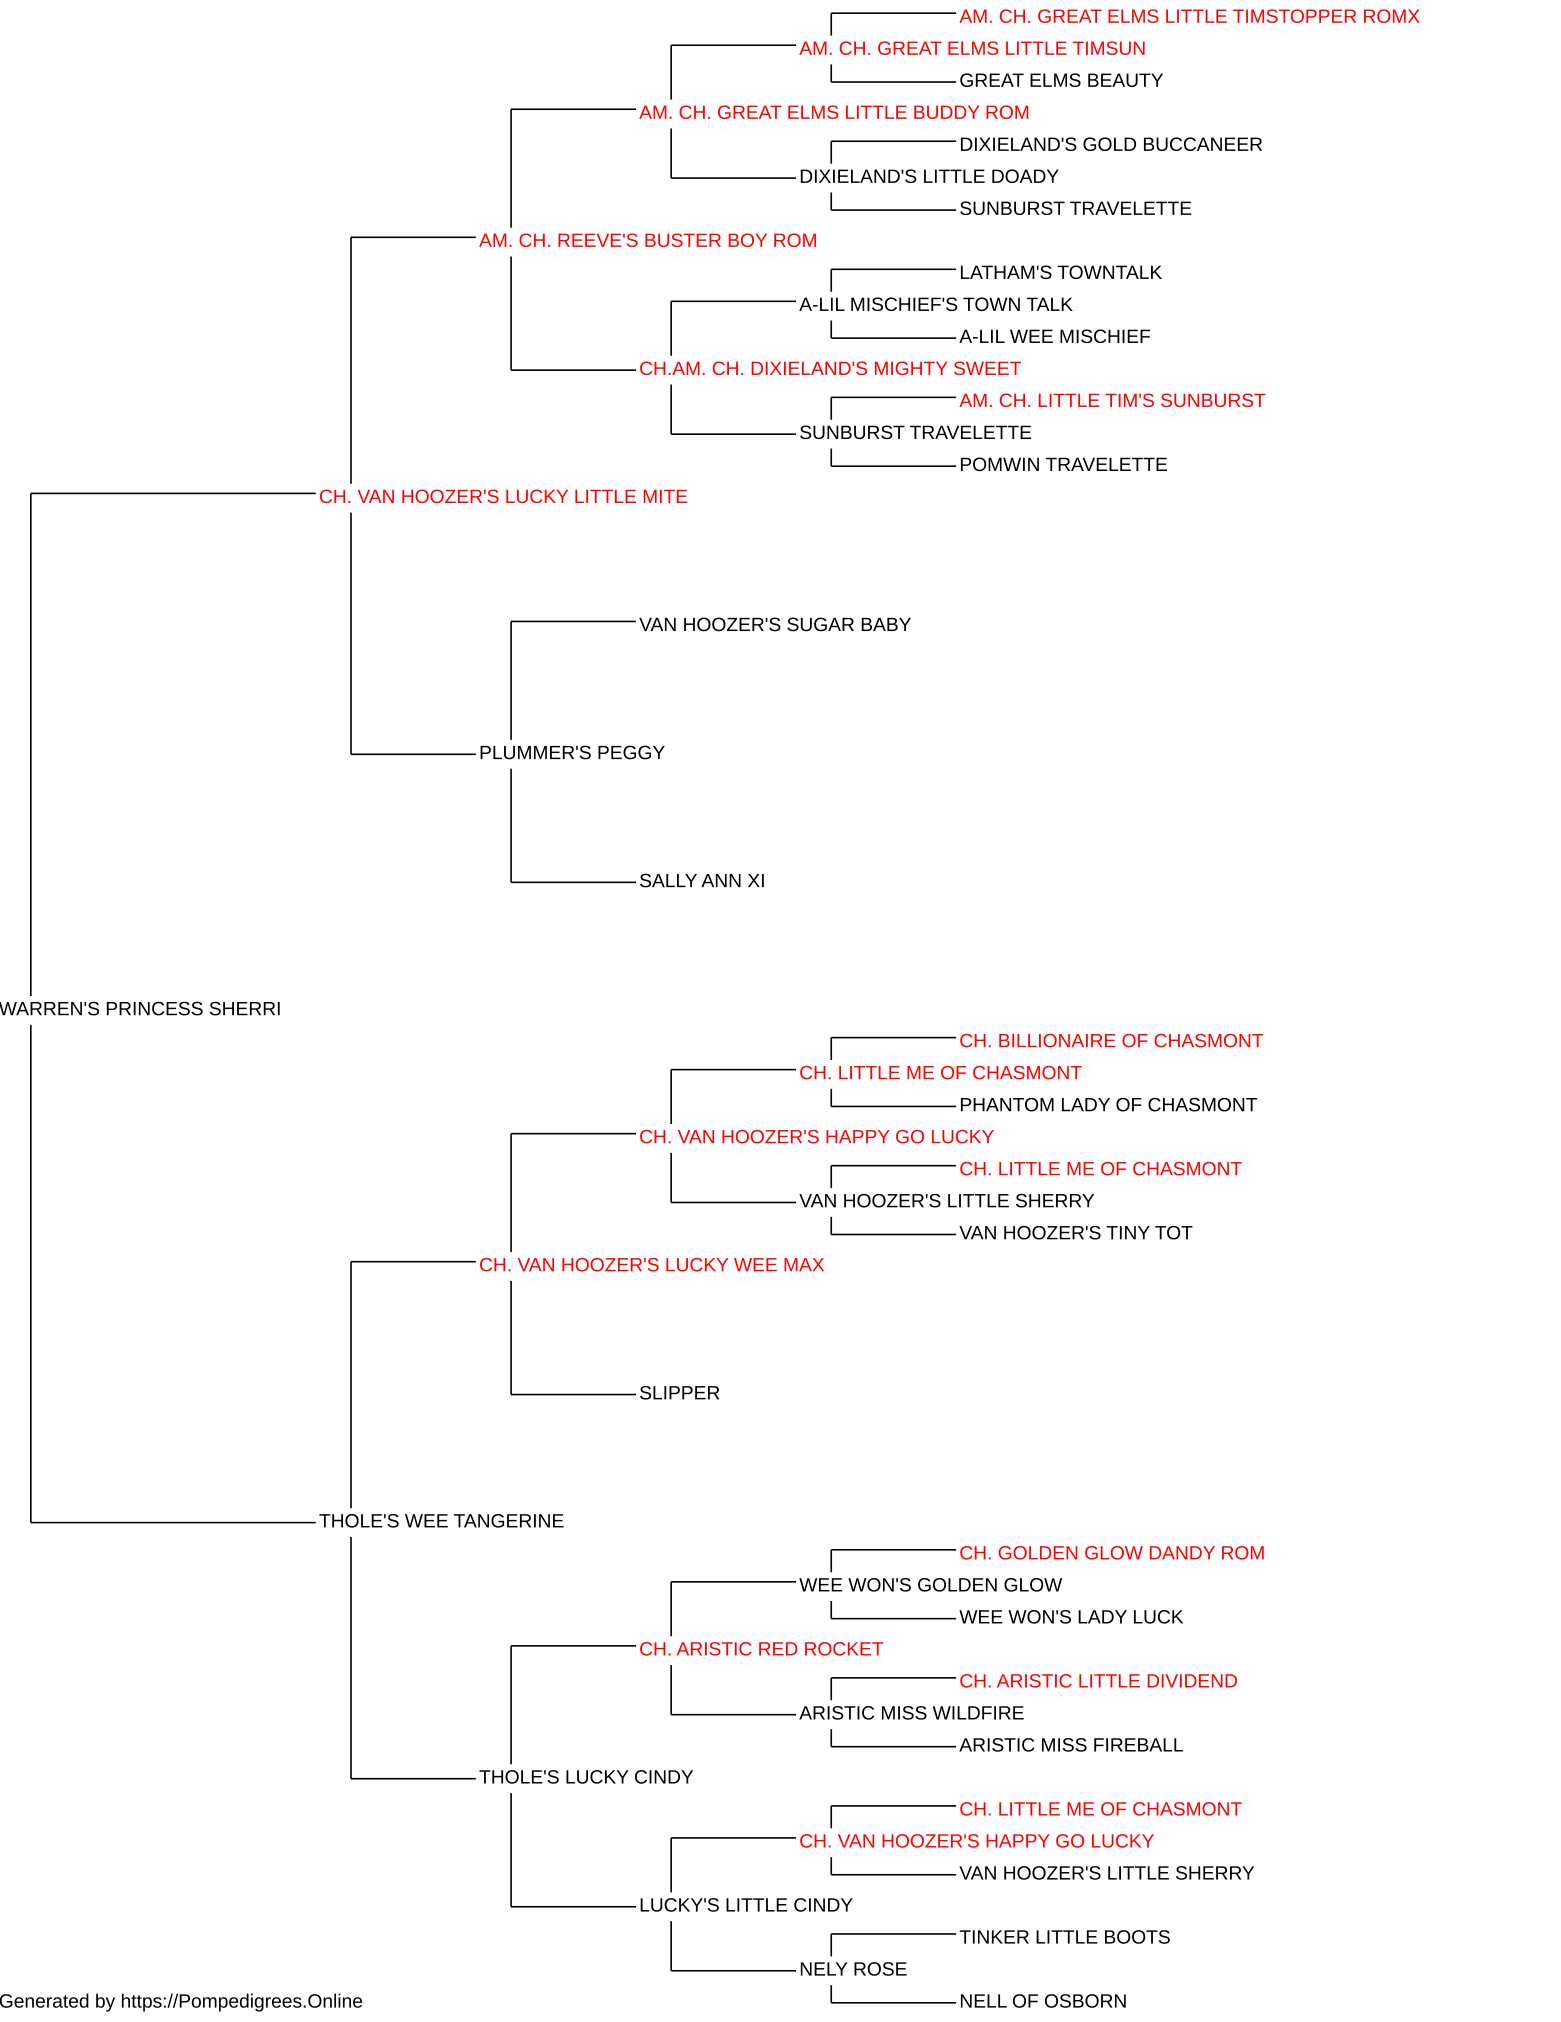 AM. CH. GREAT ELMS LITTLE TIMSTOPPER ROMX
AM. CH. GREAT ELMS LITTLE TIMSUN
GREAT ELMS BEAUTY
AM. CH. GREAT ELMS LITTLE BUDDY ROM
DIXIELAND'S GOLD BUCCANEER
DIXIELAND'S LITTLE DOADY
SUNBURST TRAVELETTE
AM. CH. REEVE'S BUSTER BOY ROM
LATHAM'S TOWNTALK
A-LIL MISCHIEF'S TOWN TALK
A-LIL WEE MISCHIEF
CH.AM. CH. DIXIELAND'S MIGHTY SWEET
AM. CH. LITTLE TIM'S SUNBURST
SUNBURST TRAVELETTE
POMWIN TRAVELETTE
CH. VAN HOOZER'S LUCKY LITTLE MITE
VAN HOOZER'S SUGAR BABY
PLUMMER'S PEGGY
SALLY ANN XI
WARREN'S PRINCESS SHERRI
CH. BILLIONAIRE OF CHASMONT
CH. LITTLE ME OF CHASMONT
PHANTOM LADY OF CHASMONT
CH. VAN HOOZER'S HAPPY GO LUCKY
CH. LITTLE ME OF CHASMONT
VAN HOOZER'S LITTLE SHERRY
VAN HOOZER'S TINY TOT
CH. VAN HOOZER'S LUCKY WEE MAX
SLIPPER
THOLE'S WEE TANGERINE
CH. GOLDEN GLOW DANDY ROM
WEE WON'S GOLDEN GLOW
WEE WON'S LADY LUCK
CH. ARISTIC RED ROCKET
CH. ARISTIC LITTLE DIVIDEND
ARISTIC MISS WILDFIRE
ARISTIC MISS FIREBALL
THOLE'S LUCKY CINDY
CH. LITTLE ME OF CHASMONT
CH. VAN HOOZER'S HAPPY GO LUCKY
VAN HOOZER'S LITTLE SHERRY
LUCKY'S LITTLE CINDY
TINKER LITTLE BOOTS
NELY ROSE
NELL OF OSBORN
Generated by https://Pompedigrees.Online